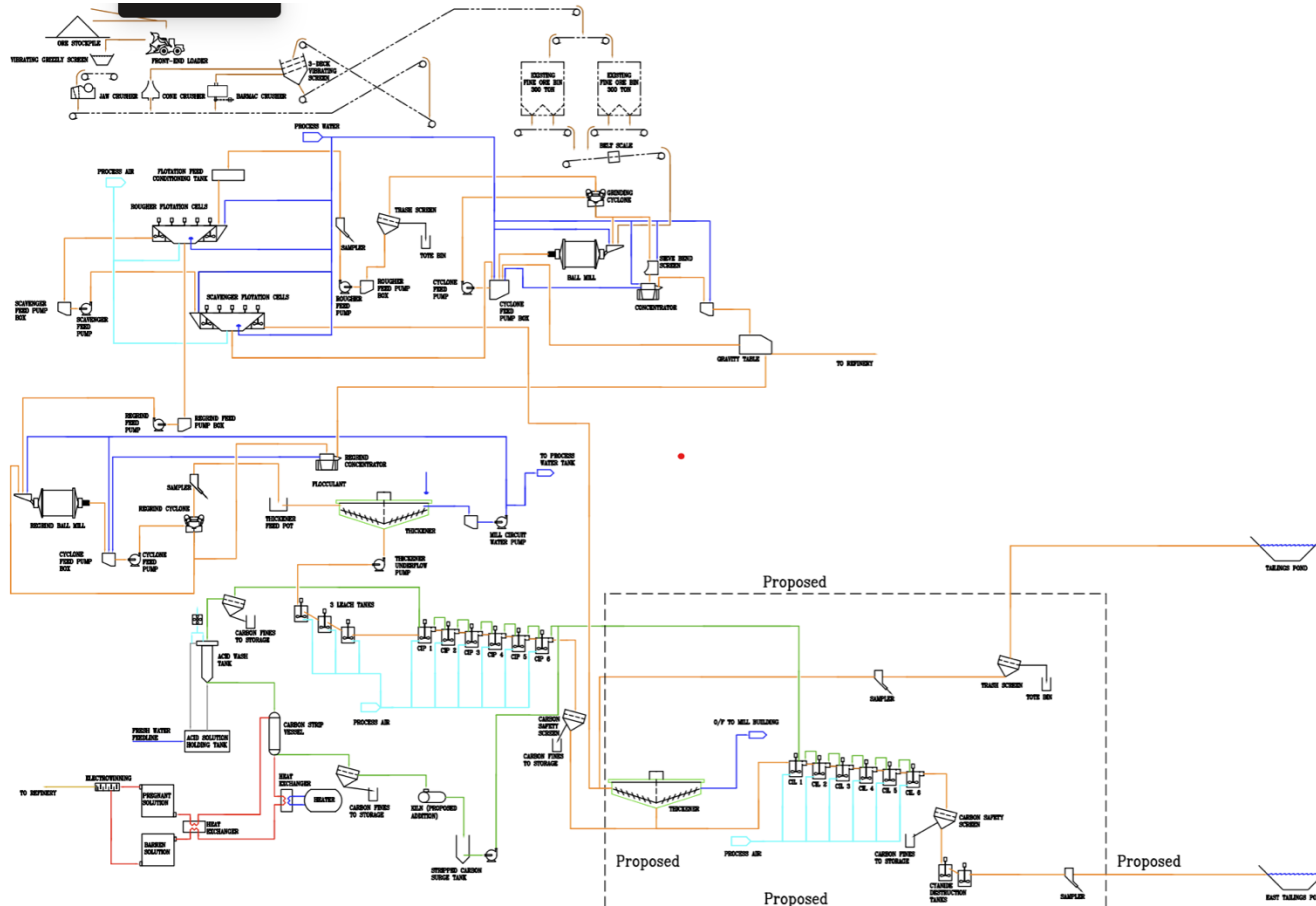 ORE STOCKPILE
VIBRATING GRIZZLY SCREEN
FRONT-END LOADER
3-DECK
VIBRATING
SCREEN
JAW CRUSHER
CONE CRUSHER
BARMAC CRUSHER
EXISTING
FINE ORE BIN
300 TON
EXISTING
FINE ORE BIN
300 TON
BELT SCALE
PROCESS WATER
PROCESS AIR
FLOTATION FEED
CONDITIONING TANK
ROUGHER FLOTATION CELLS
SAMPLER
TRASH SCREEN
TOTE BIN
GRINDING
CYCLONE
BALL MILL
SIEVE BEND
SCREEN
CONCENTRATOR
CYCLONE
FEED
PUMP
CYCLONE
FEED PUMP
BOX
ROUGHER
FEED PUMP
BOX
ROUGHER
FEED
PUMP
SCAVENGER
FEED PUMP
BOX
SCAVENGER
FEED
PUMP
SCAVENGER FLOTATION CELLS
GRAVITY TABLE
TO REFINERY
REGRIND
FEED
PUMP
REGRIND FEED
PUMP BOX
REGRIND
CONCENTRATOR
TO PROCESS
WATER TANK
SAMPLER
FLOCCULANT
REGRIND CYCLONE
REGRIND BALL MILL
THICKENER
FEED POT
THICKENER
MILL CIRCUIT
WATER PUMP
CYCLONE
FEED PUMP
BOX
CYCLONE
FEED
PUMP
THICKENER
UNDERFLOW
PUMP
TAILINGS POND
Proposed
3 LEACH TANKS
CARBON FINES
TO STORAGE
CIP 1
CIP 2
CIP 3
CIP 4
CIP 5
CIP 6
ACID WASH
TANK
TRASH SCREEN
TOTE BIN
SAMPLER
PROCESS AIR
CARBON
SAFETY
SCREEN
CARBON FINES
TO STORAGE
O/F TO MILL BUILDING
CARBON STRIP
VESSEL
FRESH WATER
FEEDLINE
ACID SOLUTION
HOLDING TANK
ELECTROWINNING
TO REFINERY
PREGNANT
SOLUTION
HEAT
EXCHANGER
HEATER
CARBON FINES
TO STORAGE
KILN (PROPOSED
ADDITION)
HEAT
EXCHANGER
BARREN
SOLUTION
STRIPPED CARBON
SURGE TANK
THICKENER
CIL 1
CIL 2
CIL 3
CIL 4
CIL 5
CIL 6
CARBON SAFETY
SCREEN
PROCESS AIR
CARBON FINES
TO STORAGE
Proposed
Proposed
CYANIDE
DESTRUCTION
TANKS
SAMPLER
EAST TAILINGS PO
Proposed